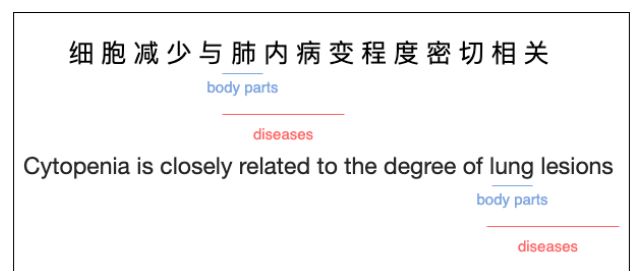 细胞减少与肺内病变程度密切相关
body parts
diseases
Cytopenia is closely related to the degree of lung lesions
body parts
diseases